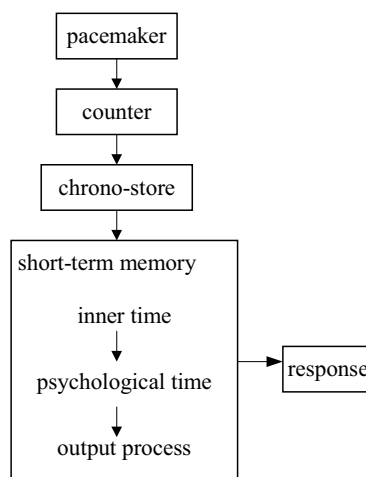 pacemaker
counter
chrono-store
short-term memory
inner time
psychological time
output process
response